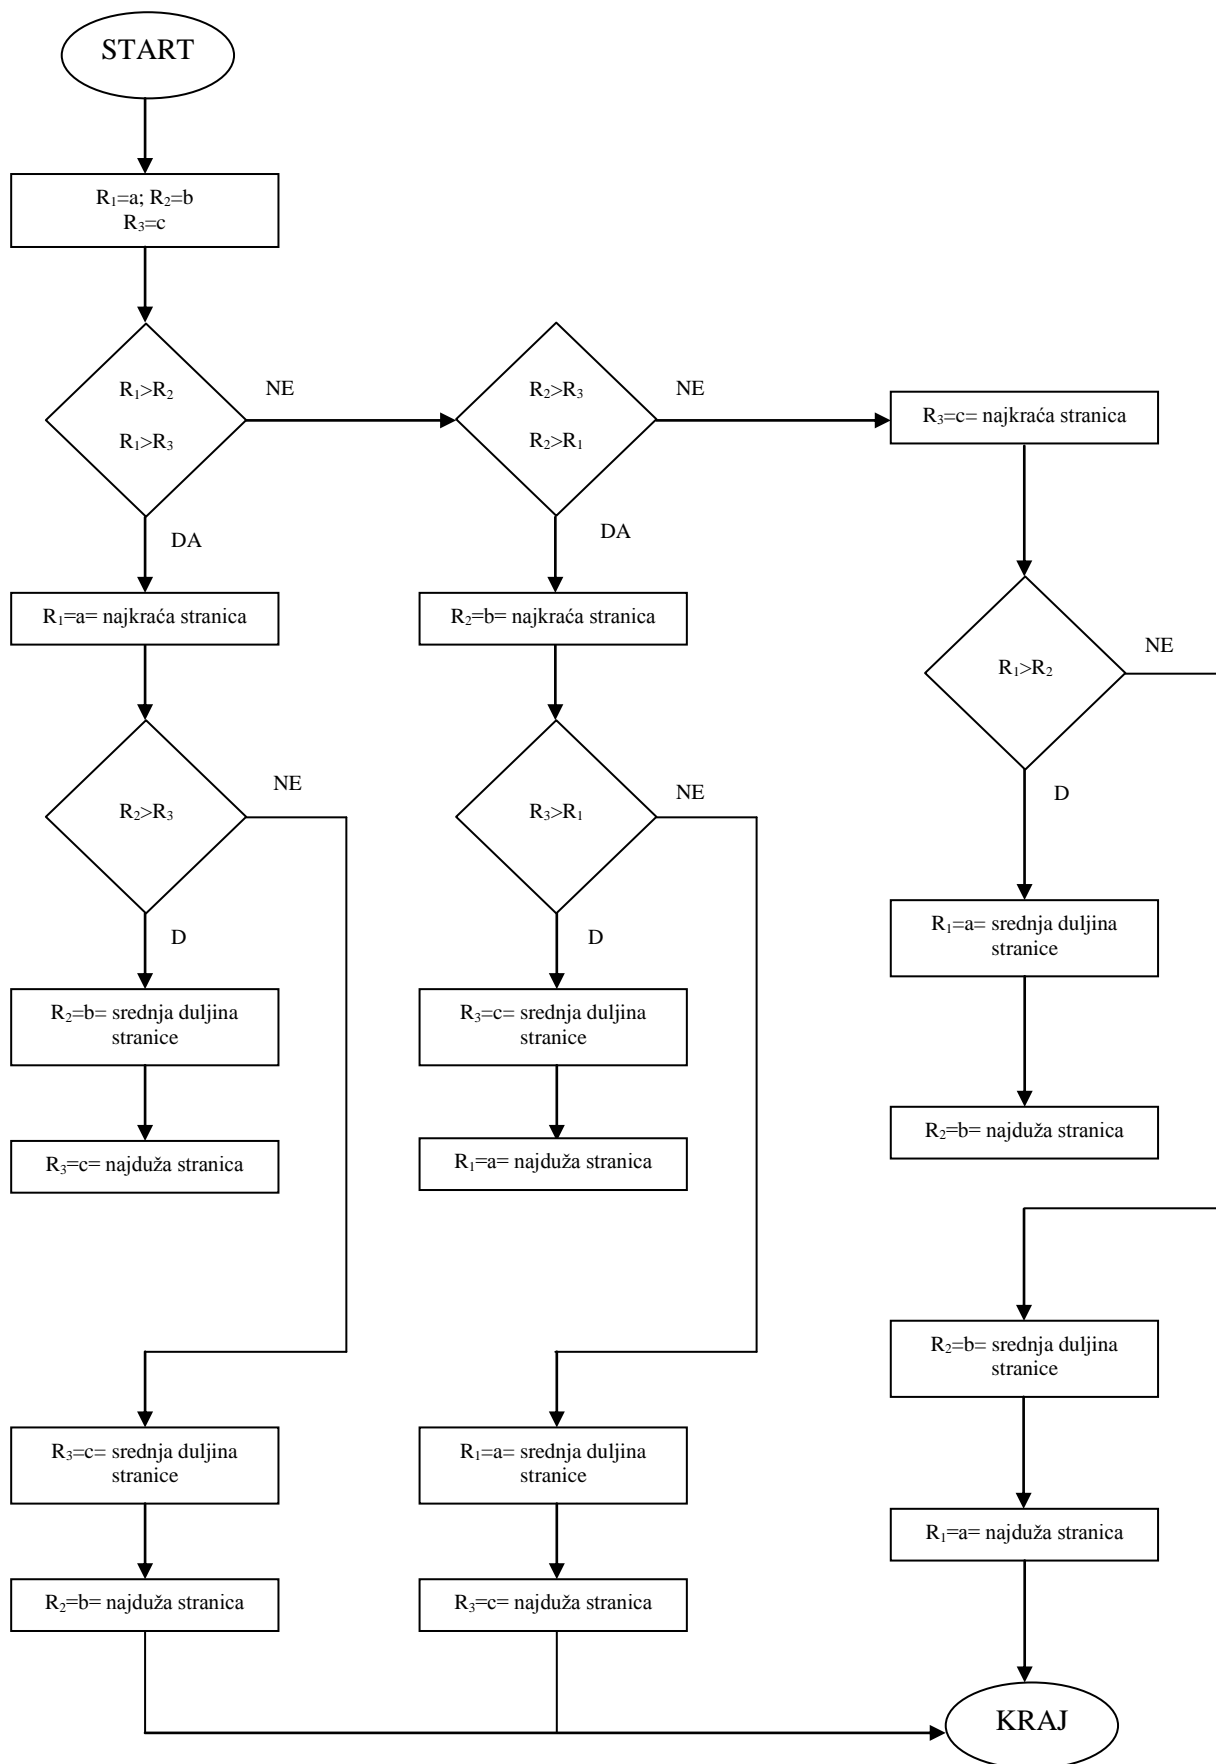 START
R₁=a; R₂=b
R₃=c
R₁>R₂
R₁>R₃
NE
DA
R₂>R₃
R₂>R₁
NE
DA
R₃=c= najkraća stranica
R₁=a= najkraća stranica
R₂=b= najkraća stranica
R₁>R₂
NE
D
R₂>R₃
NE
D
R₃>R₁
NE
D
R₁=a= srednja duljina
stranice
R₂=b= srednja duljina
stranice
R₃=c= srednja duljina
stranice
R₂=b= najduža stranica
R₃=c= najduža stranica
R₁=a= najduža stranica
R₂=b= srednja duljina
stranice
R₃=c= srednja duljina
stranice
R₁=a= srednja duljina
stranice
R₁=a= najduža stranica
R₂=b= najduža stranica
R₃=c= najduža stranica
KRAJ